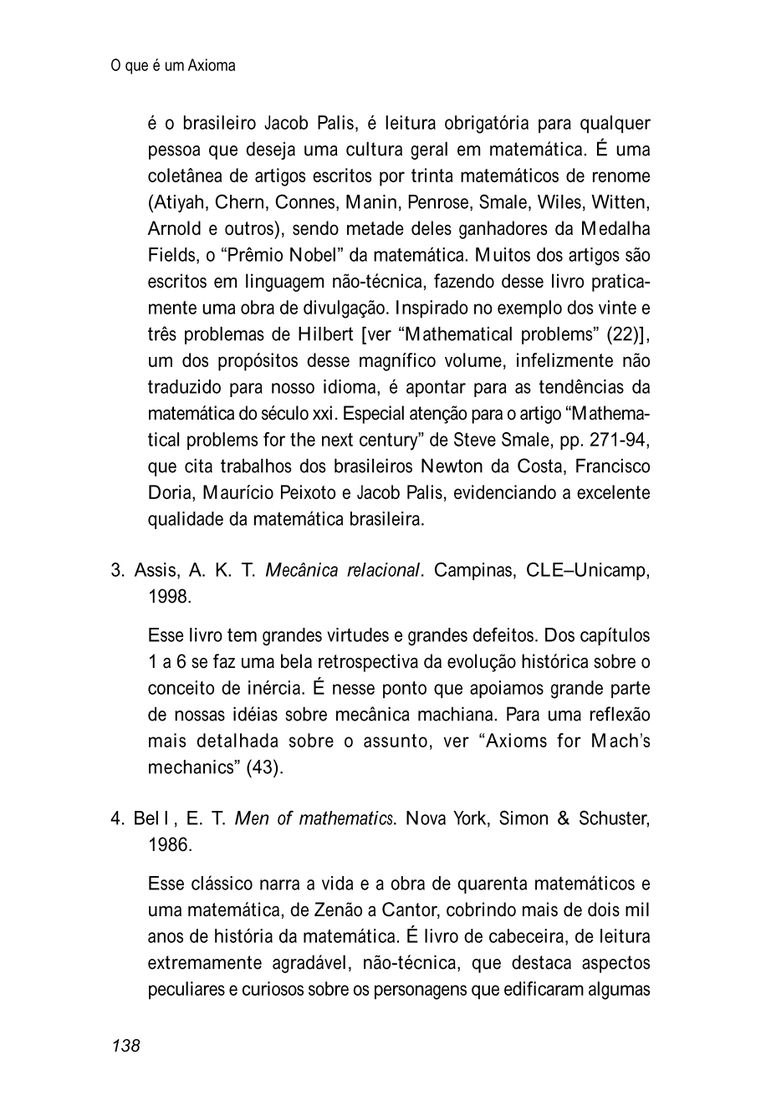 O que é um Axioma
é o brasileiro Jacob Palis, é leitura obrigatória para qualquer
pessoa que deseja uma cultura geral em matemática. É uma
coletânea de artigos escritos por trinta matemáticos de renome
(Atiyah, Chern, Connes, Manin, Penrose, Smale, Wiles, Witten,
Arnold e outros), sendo metade deles ganhadores da Medalha
Fields, o “Prêmio Nobel” da matemática. Muitos dos artigos são
escritos em linguagem não-técnica, fazendo desse livro pratica-
mente uma obra de divulgação. Inspirado no exemplo dos vinte e
três problemas de Hilbert [ver “Mathematical problems” (22)],
um dos propósitos desse magnífico volume, infelizmente não
traduzido para nosso idioma, é apontar para as tendências da
matemática do século xxi. Especial atenção para o artigo “Mathema-
tical problems for the next century” de Steve Smale, pp. 271-94,
que cita trabalhos dos brasileiros Newton da Costa, Francisco
Doria, Maurício Peixoto e Jacob Palis, evidenciando a excelente
qualidade da matemática brasileira.
3. Assis, A. K. T. Mecânica relacional. Campinas, CLE–Unicamp,
1998.
Esse livro tem grandes virtudes e grandes defeitos. Dos capítulos
1 a 6 se faz uma bela retrospectiva da evolução histórica sobre o
conceito de inércia. É nesse ponto que apoiamos grande parte
de nossas idéias sobre mecânica machiana. Para uma reflexão
mais detalhada sobre o assunto, ver “Axioms for Mach’s
mechanics” (43).
4. Bel l , E. T. Men of mathematics. Nova York, Simon & Schuster,
1986.
Esse clássico narra a vida e a obra de quarenta matemáticos e
uma matemática, de Zenão a Cantor, cobrindo mais de dois mil
anos de história da matemática. É livro de cabeceira, de leitura
extremamente agradável, não-técnica, que destaca aspectos
peculiares e curiosos sobre os personagens que edificaram algumas
138